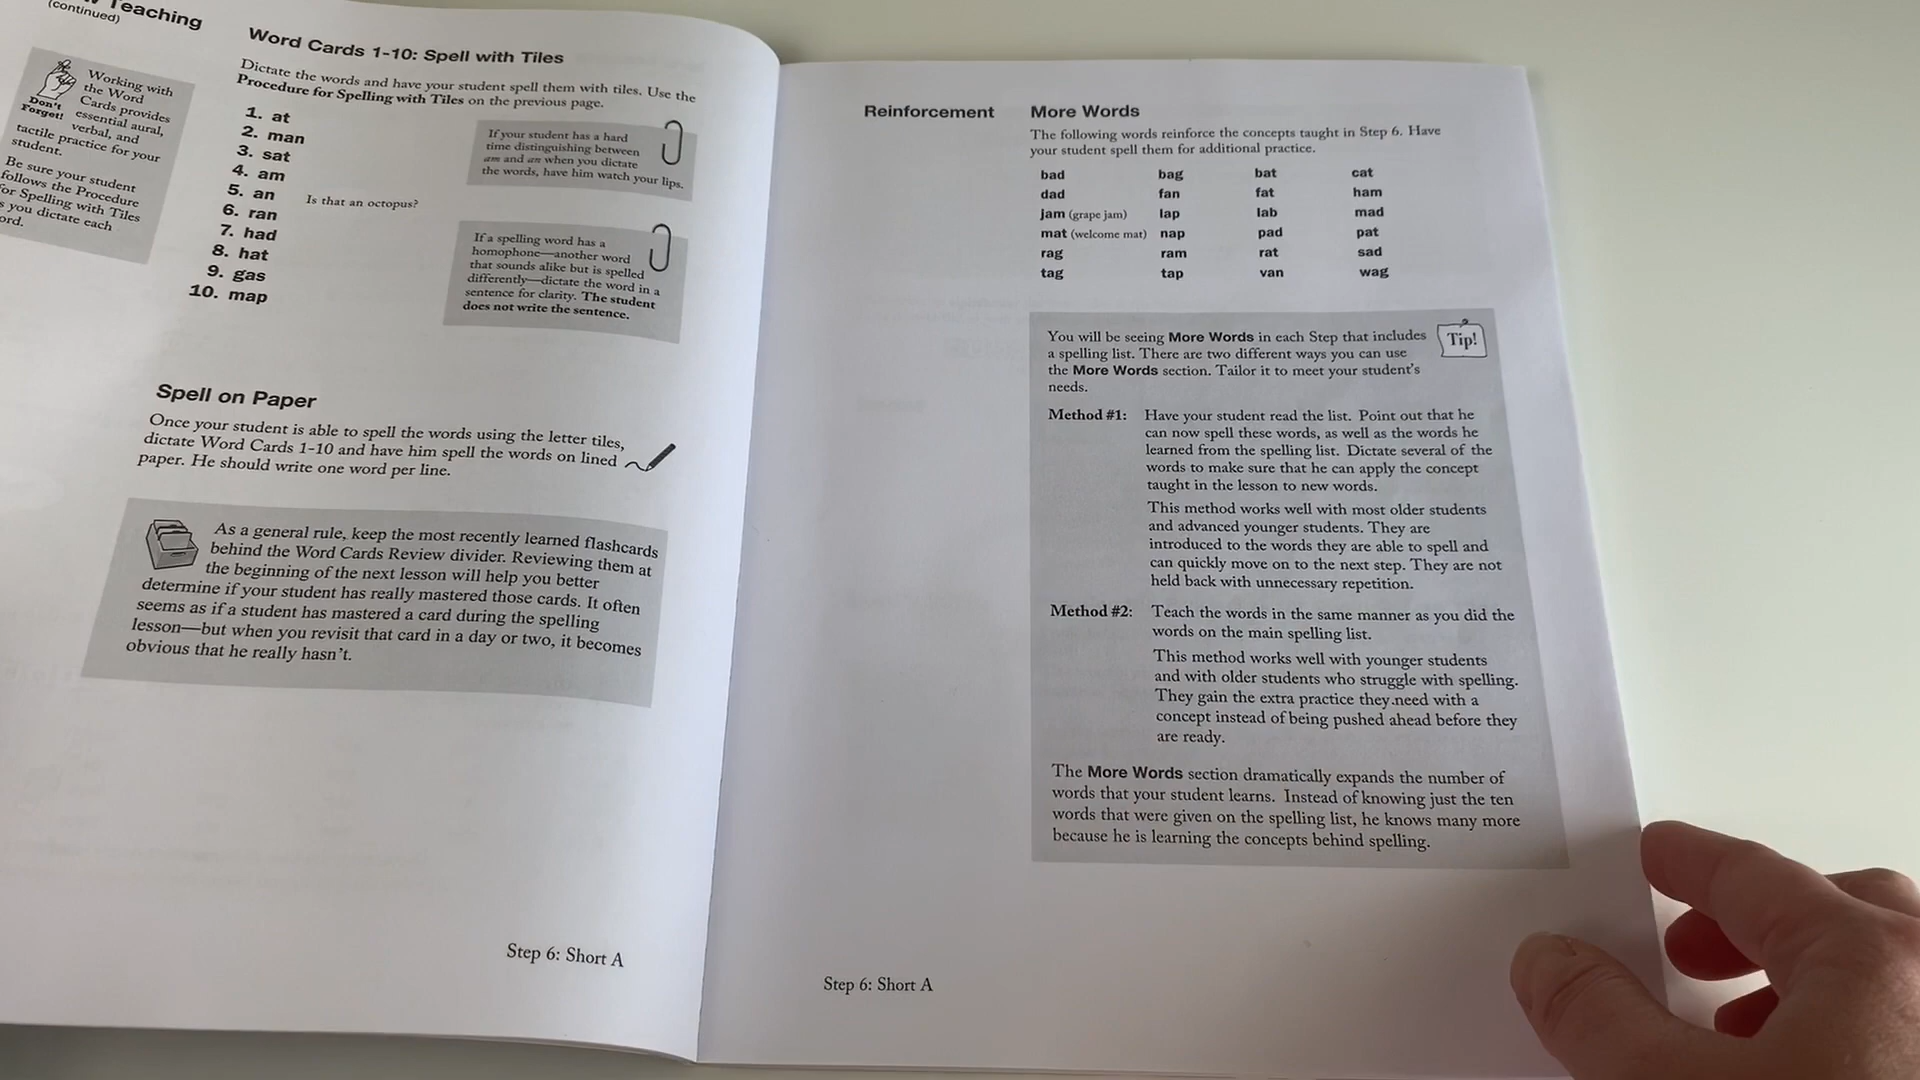 Teaching
(continued)
Working with
the Word
Cards provides
essential aural,
verbal, and
tactile practice for your
student.
Don't
Forget!
Be sure your student
follows the Procedure
for Spelling with Tiles
you dictate each
Word Cards 1-10: Spell with Tiles
Dictate the words and have your student spell them with tiles. Use the
Procedure for Spelling with Tiles on the previous page.
1. at
2. man
3. sat
4. am
5. an Is that an octopus?
6. ran
7. had
8. hat
9. gas
10. map
If your student has a hard
time distinguishing between
am and an when you dictate
the words, have him watch your lips.
If a spelling word has a
homophone—another word
that sounds alike but is spelled
differently—dictate the word in a
sentence for clarity. The student
does not write the sentence.
Spell on Paper
Once your student is able to spell the words using the letter tiles,
dictate Word Cards 1-10 and have him spell the words on lined
paper. He should write one word per line.
As a general rule, keep the most recently learned flashcards
behind the Word Cards Review divider. Reviewing them at
the beginning of the next lesson will help you better
determine if your student has really mastered those cards. It often
seems as if a student has mastered a card during the spelling
lesson—but when you revisit that card in a day or two, it becomes
obvious that he really hasn't.
Step 6: Short A
Reinforcement
More Words
The following words reinforce the concepts taught in Step 6. Have
your student spell them for additional practice.
bad bag bat cat
dad fan fat ham
jam (grape jam) lap lab mad
mat (welcome mat) nap pad pat
rag ram rat sad
tag tap van wag
You will be seeing More Words in each Step that includes
a spelling list. There are two different ways you can use
the More Words section. Tailor it to meet your student's
needs.
Tip!
Method #1: Have your student read the list. Point out that he
can now spell these words, as well as the words he
learned from the spelling list. Dictate several of the
words to make sure that he can apply the concept
taught in the lesson to new words.
This method works well with most older students
and advanced younger students. They are
introduced to the words they are able to spell and
can quickly move on to the next step. They are not
held back with unnecessary repetition.
Method #2: Teach the words in the same manner as you did the
words on the main spelling list.
This method works well with younger students
and with older students who struggle with spelling.
They gain the extra practice they need with a
concept instead of being pushed ahead before they
are ready.
The More Words section dramatically expands the number of
words that your student learns. Instead of knowing just the ten
words that were given on the spelling list, he knows many more
because he is learning the concepts behind spelling.
Step 6: Short A